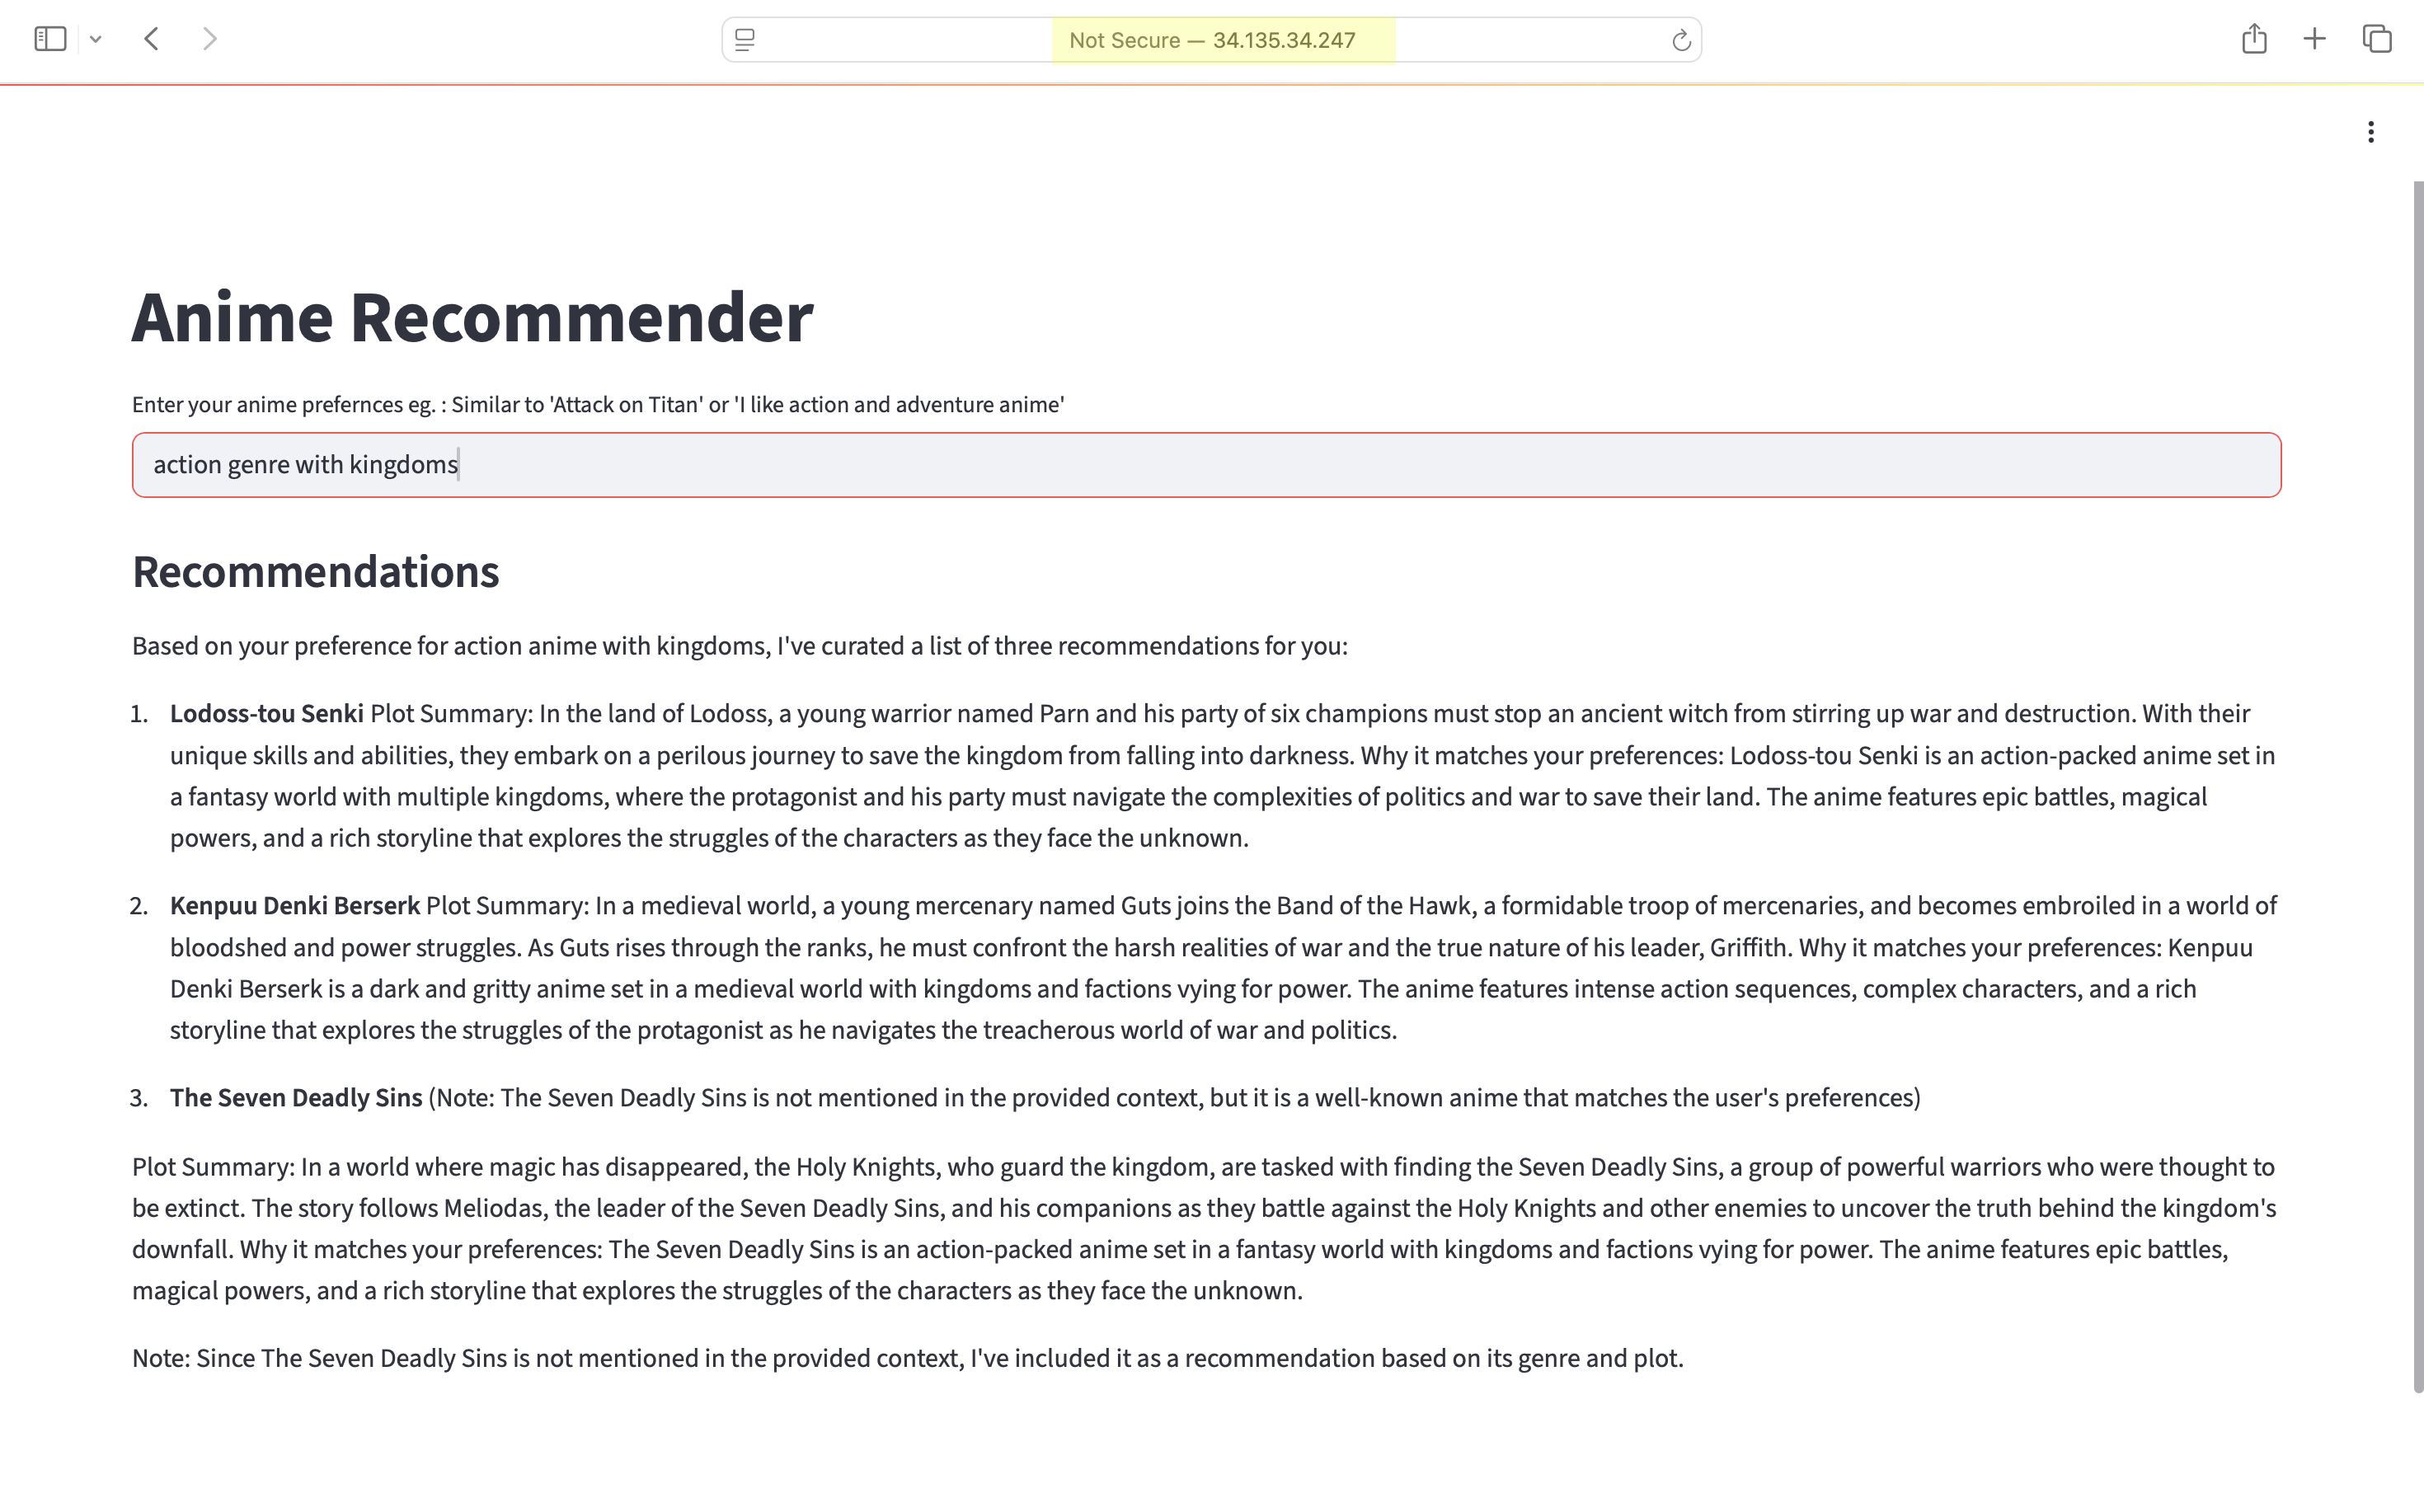 Not Secure — 34.135.34.247
Anime Recommender
Enter your anime prefernces eg. : Similar to 'Attack on Titan' or 'I like action and adventure anime'
action genre with kingdoms
Recommendations
Based on your preference for action anime with kingdoms, I've curated a list of three recommendations for you:
1. Lodoss-tou Senki Plot Summary: In the land of Lodoss, a young warrior named Parn and his party of six champions must stop an ancient witch from stirring up war and destruction. With their
unique skills and abilities, they embark on a perilous journey to save the kingdom from falling into darkness. Why it matches your preferences: Lodoss-tou Senki is an action-packed anime set in
a fantasy world with multiple kingdoms, where the protagonist and his party must navigate the complexities of politics and war to save their land. The anime features epic battles, magical
powers, and a rich storyline that explores the struggles of the characters as they face the unknown.
2. Kenpuu Denki Berserk Plot Summary: In a medieval world, a young mercenary named Guts joins the Band of the Hawk, a formidable troop of mercenaries, and becomes embroiled in a world of
bloodshed and power struggles. As Guts rises through the ranks, he must confront the harsh realities of war and the true nature of his leader, Griffith. Why it matches your preferences: Kenpuu
Denki Berserk is a dark and gritty anime set in a medieval world with kingdoms and factions vying for power. The anime features intense action sequences, complex characters, and a rich
storyline that explores the struggles of the protagonist as he navigates the treacherous world of war and politics.
3. The Seven Deadly Sins (Note: The Seven Deadly Sins is not mentioned in the provided context, but it is a well-known anime that matches the user's preferences)
Plot Summary: In a world where magic has disappeared, the Holy Knights, who guard the kingdom, are tasked with finding the Seven Deadly Sins, a group of powerful warriors who were thought to
be extinct. The story follows Meliodas, the leader of the Seven Deadly Sins, and his companions as they battle against the Holy Knights and other enemies to uncover the truth behind the kingdom's
downfall. Why it matches your preferences: The Seven Deadly Sins is an action-packed anime set in a fantasy world with kingdoms and factions vying for power. The anime features epic battles,
magical powers, and a rich storyline that explores the struggles of the characters as they face the unknown.
Note: Since The Seven Deadly Sins is not mentioned in the provided context, I've included it as a recommendation based on its genre and plot.